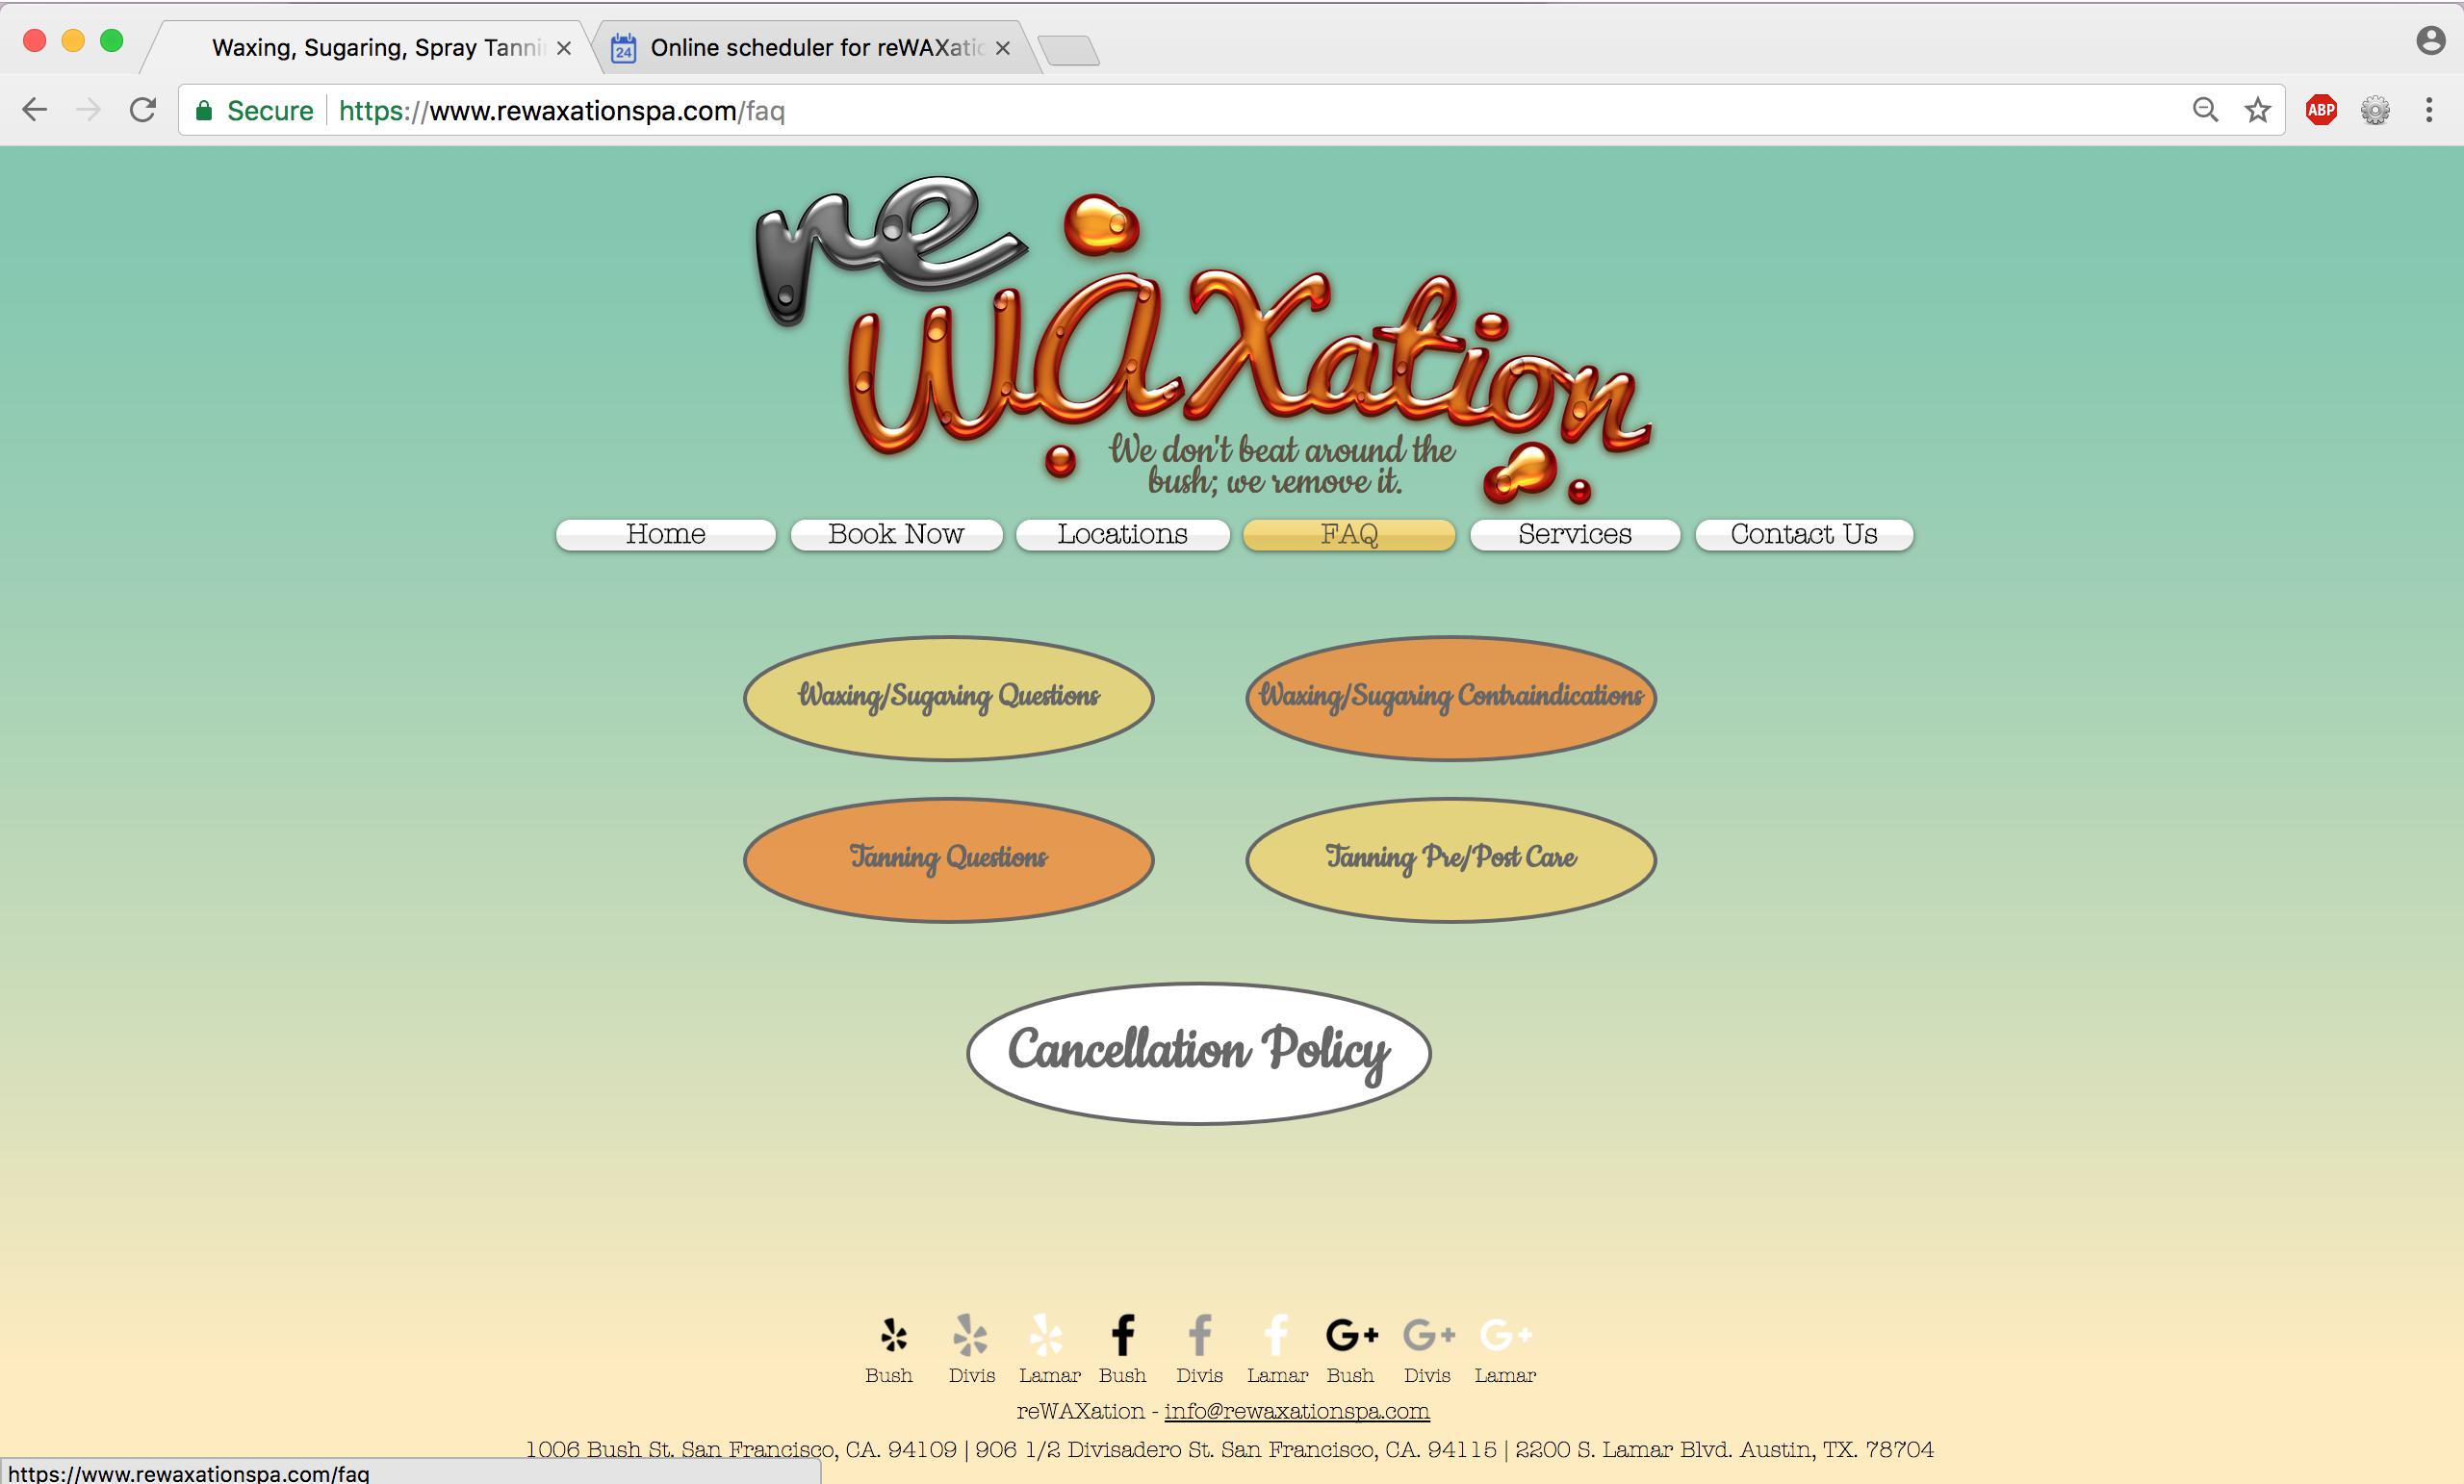 Waxing, Sugaring, Spray Tanni
Online scheduler for reWAXatio
Secure
https://www.rewaxationspa.com/faq
ABP
reWAXation
We don't beat around the
bush; we remove it.
Home Book Now Locations FAQ Services Contact Us
Waxing/Sugaring Questions
Waxing/Sugaring Contraindications
Tanning Questions
Tanning Pre/Post Care
Cancellation Policy
Bush Divis Lamar Bush Divis Lamar Bush Divis Lamar
reWAXation - info@rewaxationspa.com
1006 Bush St. San Francisco, CA. 94109 | 906 1/2 Divisadero St. San Francisco, CA. 94115 | 2200 S. Lamar Blvd. Austin, TX. 78704
https://www.rewaxationspa.com/faq